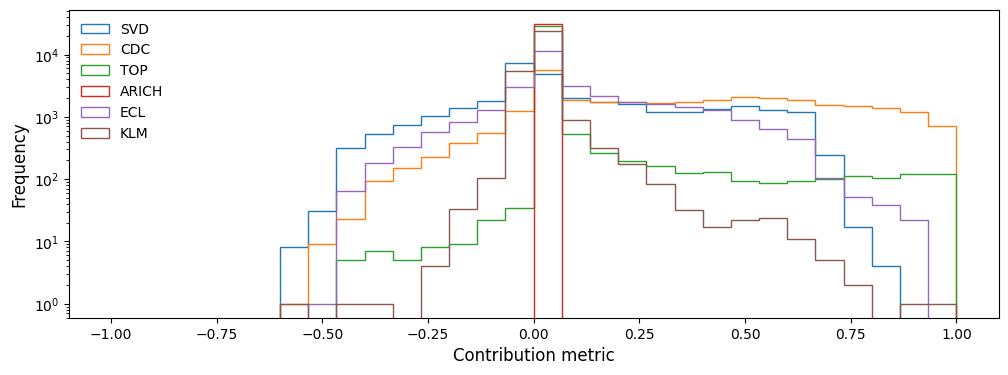 SVD
CDC
TOP
ARICH
ECL
KLM
Frequency
10⁴
10³
10²
10¹
10⁰
−1.00 −0.75 −0.50 −0.25 0.00 0.25 0.50 0.75 1.00
Contribution metric